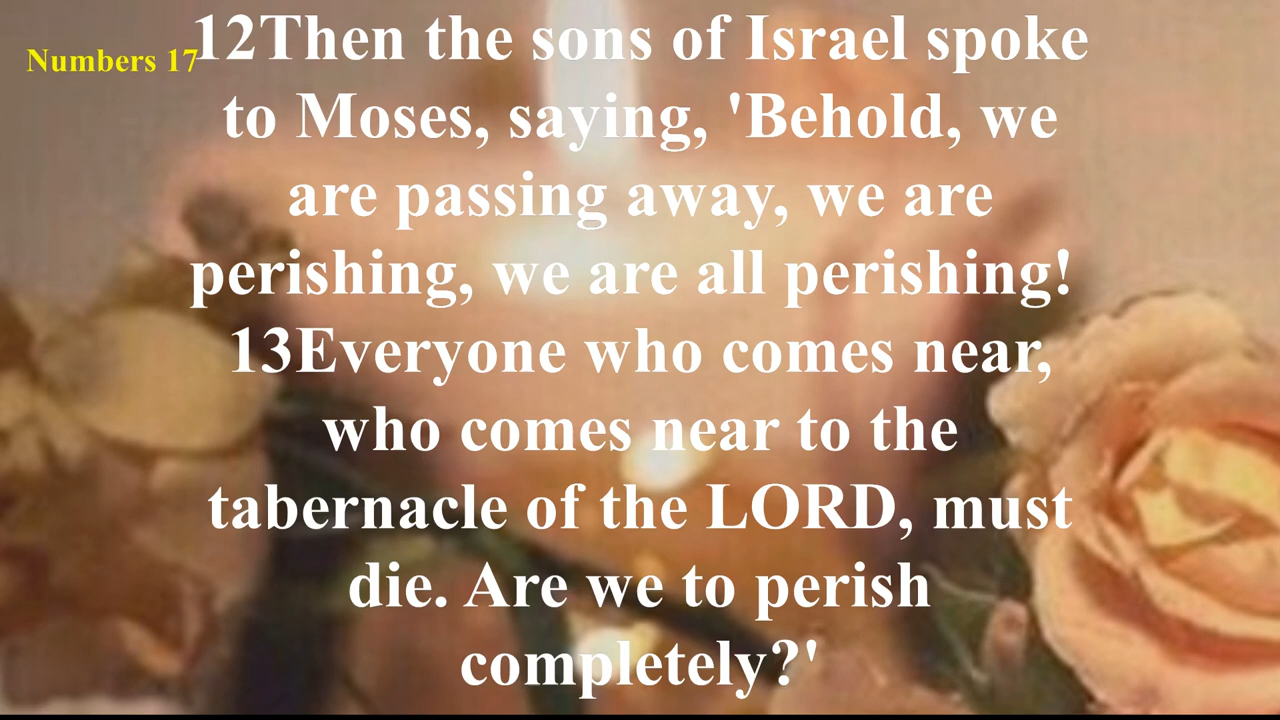 Numbers 17
12Then the sons of Israel spoke
to Moses, saying, 'Behold, we
are passing away, we are
perishing, we are all perishing!
13Everyone who comes near,
who comes near to the
tabernacle of the LORD, must
die. Are we to perish
completely?'